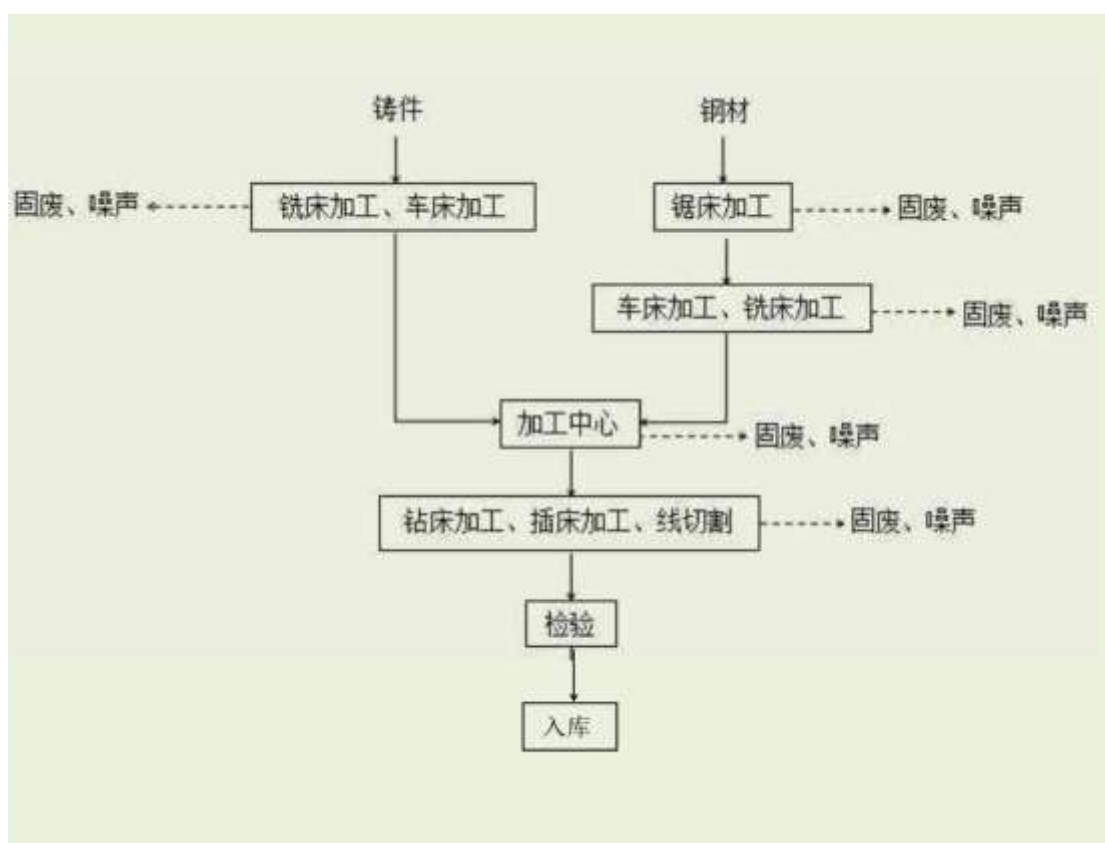 铸件
钢材
固废、噪声
铣床加工、车床加工
锯床加工
固废、噪声
车床加工、铣床加工
固废、噪声
加工中心
固废、噪声
钻床加工、插床加工、线切割
固废、噪声
检验
入库